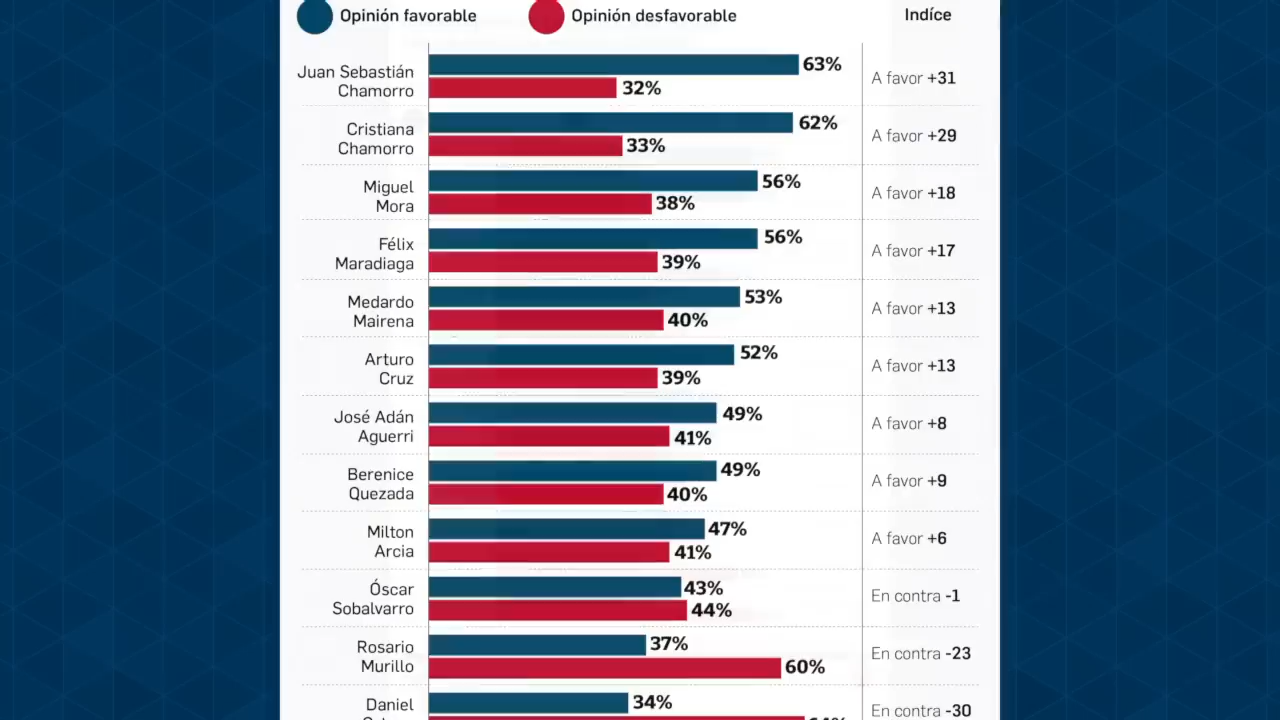 Opinión favorable
Opinión desfavorable
Indíce
Juan Sebastián
Chamorro
63%
32%
A favor +31
Cristiana
Chamorro
62%
33%
A favor +29
Miguel
Mora
56%
38%
A favor +18
Félix
Maradiaga
56%
39%
A favor +17
Medardo
Mairena
53%
40%
A favor +13
Arturo
Cruz
52%
39%
A favor +13
José Adán
Aguerri
49%
41%
A favor +8
Berenice
Quezada
49%
40%
A favor +9
Milton
Arcia
47%
41%
A favor +6
Óscar
Sobalvarro
43%
44%
En contra -1
Rosario
Murillo
37%
60%
En contra -23
Daniel
34%
En contra -30